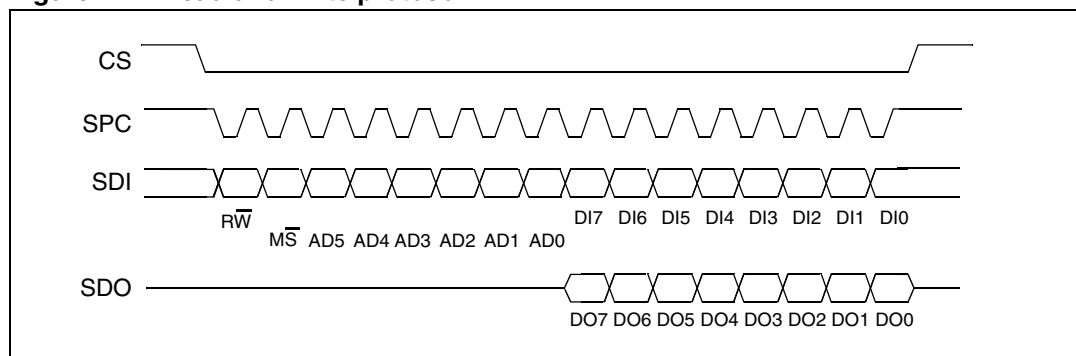 CS
SPC
SDI
RW̅
MS̅ AD5 AD4 AD3 AD2 AD1 AD0
DI7 DI6 DI5 DI4 DI3 DI2 DI1 DI0
SDO
DO7 DO6 DO5 DO4 DO3 DO2 DO1 DO0